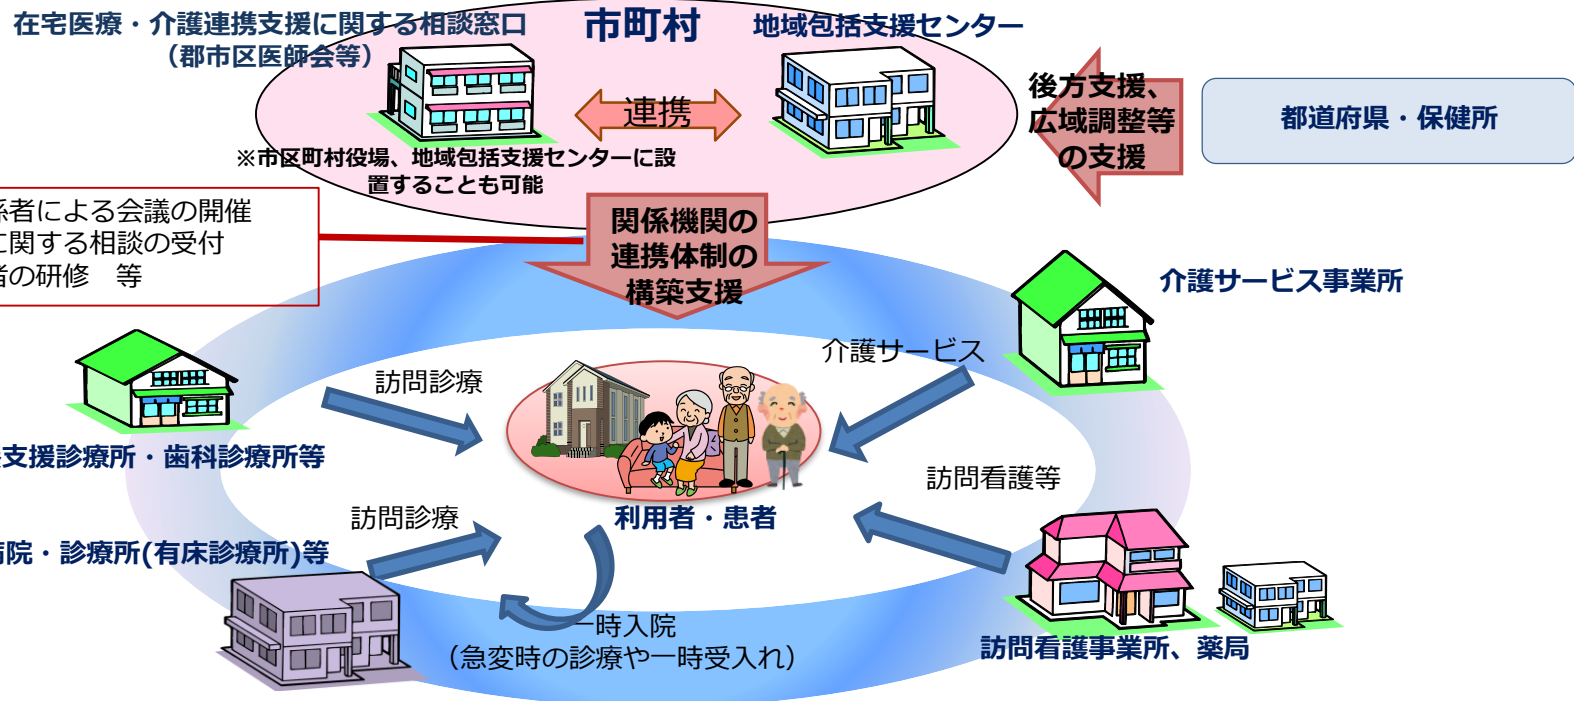 在宅医療・介護連携支援に関する相談窓口
（郡市区医師会等）
市町村
地域包括支援センター
連携
※市区町村役場、地域包括支援センターに設
置することも可能
後方支援、
広域調整等
の支援
都道府県・保健所
係者による会議の開催
に関する相談の受付
者の研修　等
関係機関の
連携体制の
構築支援
介護サービス事業所
介護サービス
訪問診療
支援診療所・歯科診療所等
訪問看護等
利用者・患者
訪問診療
病院・診療所(有床診療所)等
一時入院
（急変時の診療や一時受入れ）
訪問看護事業所、薬局